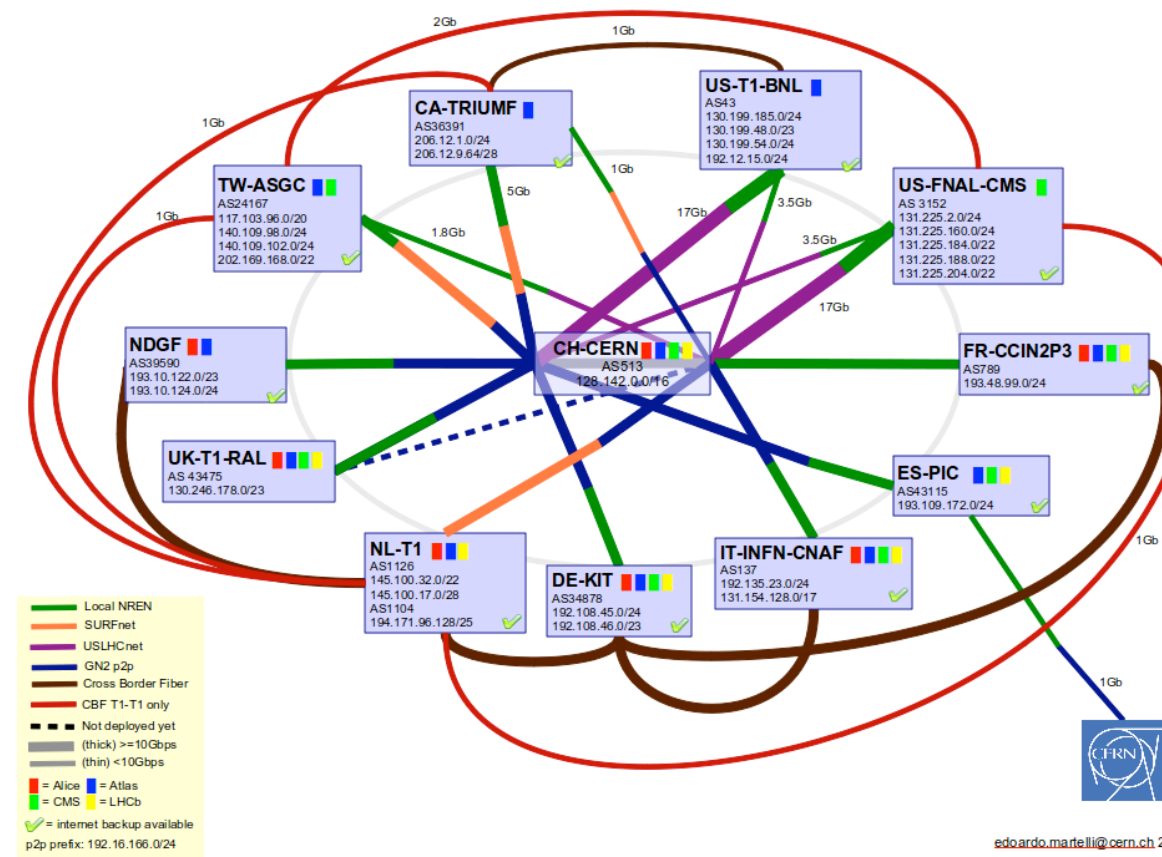 2Gb
1Gb
1Gb
CA-TRIUMF
AS36391
206.12.1.0/24
206.12.9.64/28
US-T1-BNL
AS43
130.199.185.0/24
130.199.48.0/23
130.199.54.0/24
192.12.15.0/24
TW-ASGC
AS24167
117.103.96.0/20
140.109.98.0/24
140.109.102.0/24
202.169.168.0/22
US-FNAL-CMS
AS 3152
131.225.2.0/24
131.225.160.0/24
131.225.184.0/22
131.225.188.0/22
131.225.204.0/22
1Gb
5Gb
1Gb
17Gb
3.5Gb
1.8Gb
3.5Gb
17Gb
NDGF
AS39590
193.10.122.0/23
193.10.124.0/24
CH-CERN
AS513
128.142.0.0/16
FR-CCIN2P3
AS789
193.48.99.0/24
UK-T1-RAL
AS 43475
130.246.178.0/23
ES-PIC
AS43115
193.109.172.0/24
NL-T1
AS1126
145.100.32.0/22
145.100.17.0/28
AS1104
194.171.96.128/25
DE-KIT
AS34878
192.108.45.0/24
192.108.46.0/23
IT-INFN-CNAF
AS137
192.135.23.0/24
131.154.128.0/17
1Gb
1Gb
CERN
Local NREN
SURFnet
USLHCnet
GN2 p2p
Cross Border Fiber
CBF T1-T1 only
Not deployed yet
(thick) >=10Gbps
(thin) <10Gbps
= Alice = Atlas
= CMS = LHCb
= internet backup available
p2p prefix: 192.16.166.0/24
edoardo.martelli@cern.ch 2